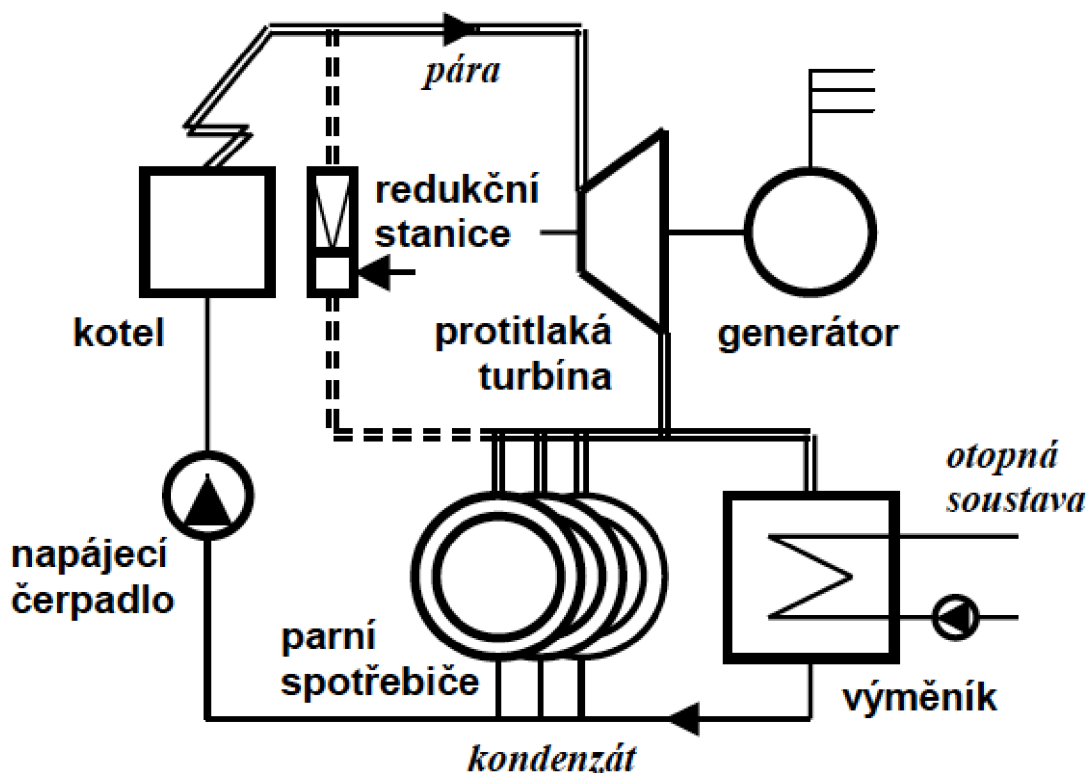 pára
redukční
stanice
kotel
protitlaká
turbína
generátor
otopná
soustava
napájecí
čerpadlo
parní
spotřebiče
výměník
kondenzát